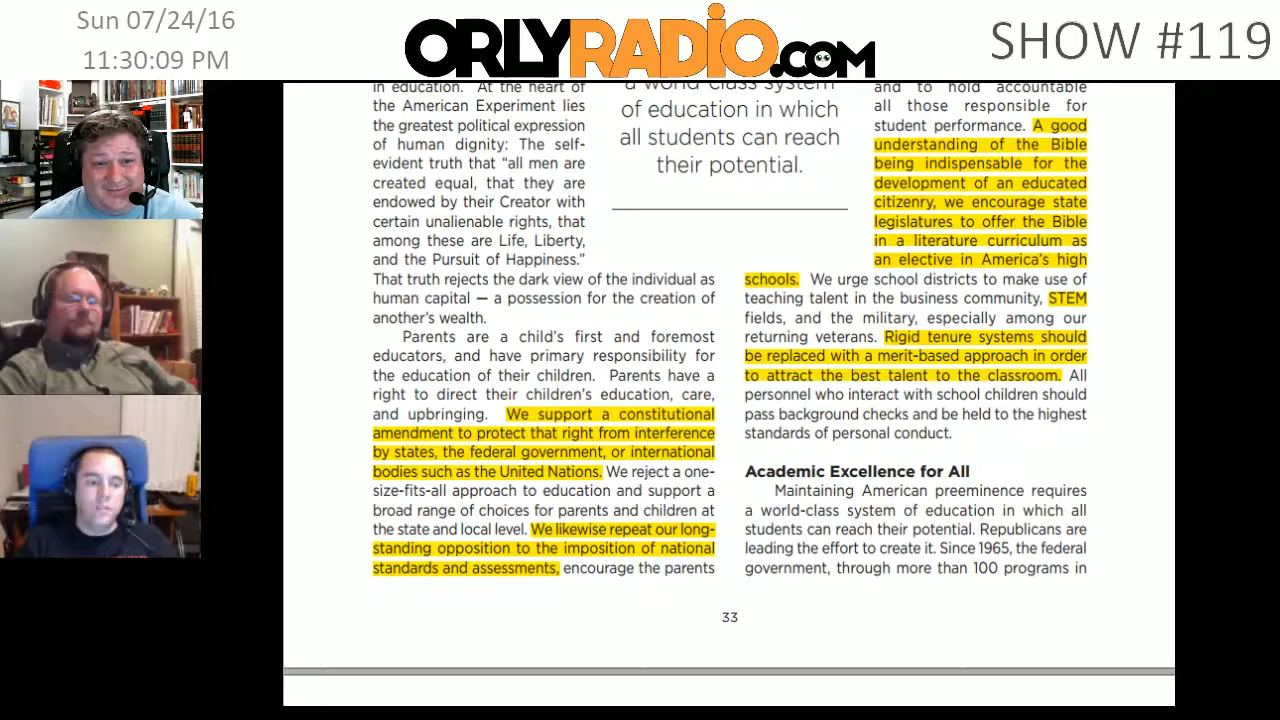 Sun 07/24/16
11:30:09 PM
ORLYRADiO.COM
SHOW #119
in education. At the heart of
the American Experiment lies
the greatest political expression
of human dignity: The self-
evident truth that “all men are
created equal, that they are
endowed by their Creator with
certain unalienable rights, that
among these are Life, Liberty,
and the Pursuit of Happiness.”
That truth rejects the dark view of the individual as
human capital — a possession for the creation of
another’s wealth.
Parents are a child’s first and foremost
educators, and have primary responsibility for
the education of their children. Parents have a
right to direct their children’s education, care,
and upbringing. We support a constitutional
amendment to protect that right from interference
by states, the federal government, or international
bodies such as the United Nations. We reject a one-
size-fits-all approach to education and support a
broad range of choices for parents and children at
the state and local level. We likewise repeat our long-
standing opposition to the imposition of national
standards and assessments, encourage the parents
a world-class system
of education in which
all students can reach
their potential.
and to hold accountable
all those responsible for
student performance. A good
understanding of the Bible
being indispensable for the
development of an educated
citizenry, we encourage state
legislatures to offer the Bible
in a literature curriculum as
an elective in America’s high
schools. We urge school districts to make use of
teaching talent in the business community, STEM
fields, and the military, especially among our
returning veterans. Rigid tenure systems should
be replaced with a merit-based approach in order
to attract the best talent to the classroom. All
personnel who interact with school children should
pass background checks and be held to the highest
standards of personal conduct.
Academic Excellence for All
Maintaining American preeminence requires
a world-class system of education in which all
students can reach their potential. Republicans are
leading the effort to create it. Since 1965, the federal
government, through more than 100 programs in
33